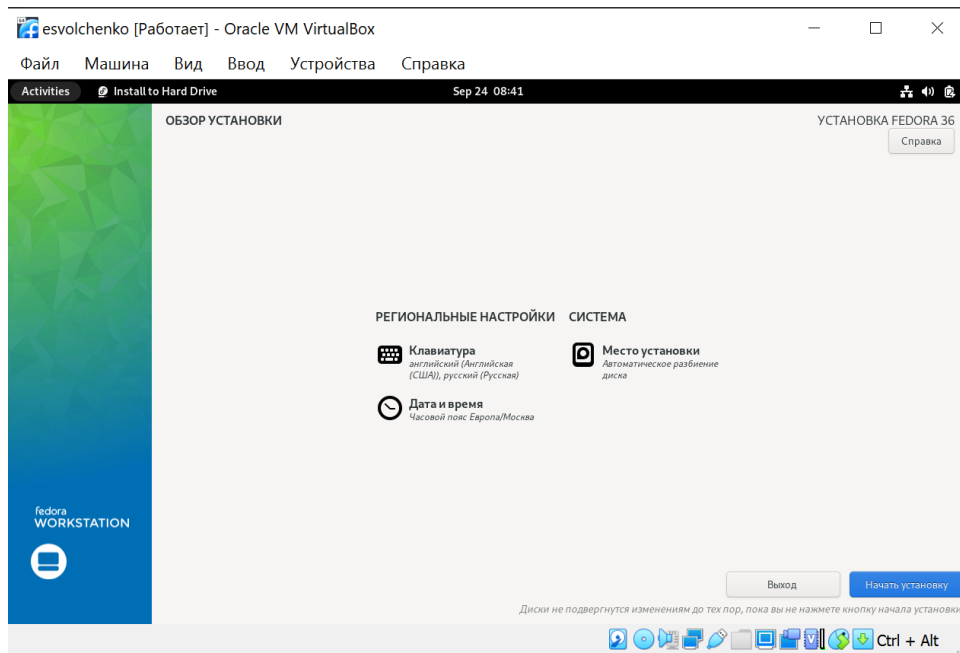 esvolchenko [Работает] - Oracle VM VirtualBox
Файл Машина Вид Ввод Устройства Справка
Activities Install to Hard Drive Sep 24 08:41
ОБЗОР УСТАНОВКИ
УСТАНОВКА FEDORA 36
Справка
РЕГИОНАЛЬНЫЕ НАСТРОЙКИ
Клавиатура
английский (Английская
(США)), русский (Русская)
Дата и время
Часовой пояс Европа/Москва
СИСТЕМА
Место установки
Автоматическое разбиение
диска
fedora
WORKSTATION
Выход
Начать установку
Диски не подвергнутся изменениям до тех пор, пока вы не нажмете кнопку начала установки
Ctrl + Alt